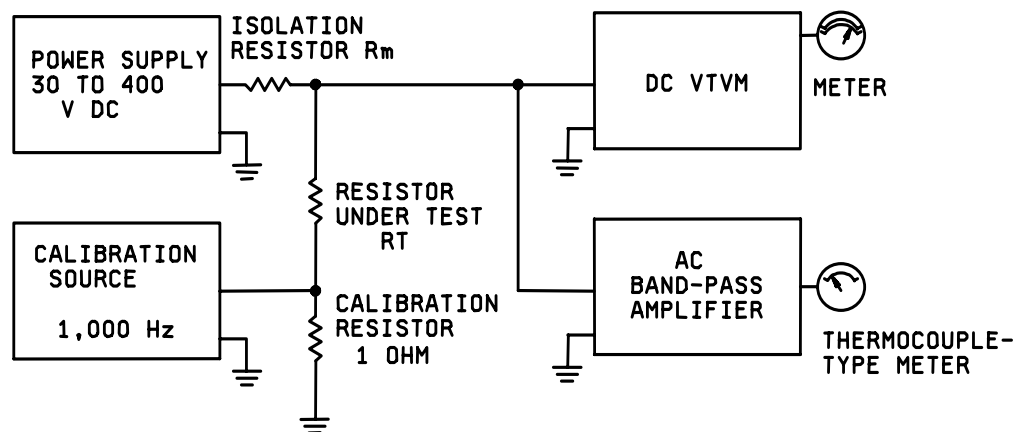 POWER SUPPLY
30 TO 400
V DC
ISOLATION
RESISTOR Rm
DC VTVM
METER
RESISTOR
UNDER TEST
RT
CALIBRATION
SOURCE
1,000 Hz
CALIBRATION
RESISTOR
1 OHM
AC
BAND-PASS
AMPLIFIER
THERMOCOUPLE-
TYPE METER